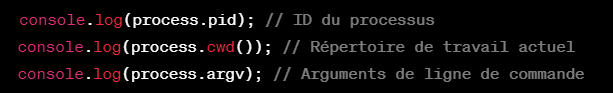 console.log(process.pid); // ID du processus
console.log(process.cwd()); // Répertoire de travail actuel
console.log(process.argv); // Arguments de ligne de commande